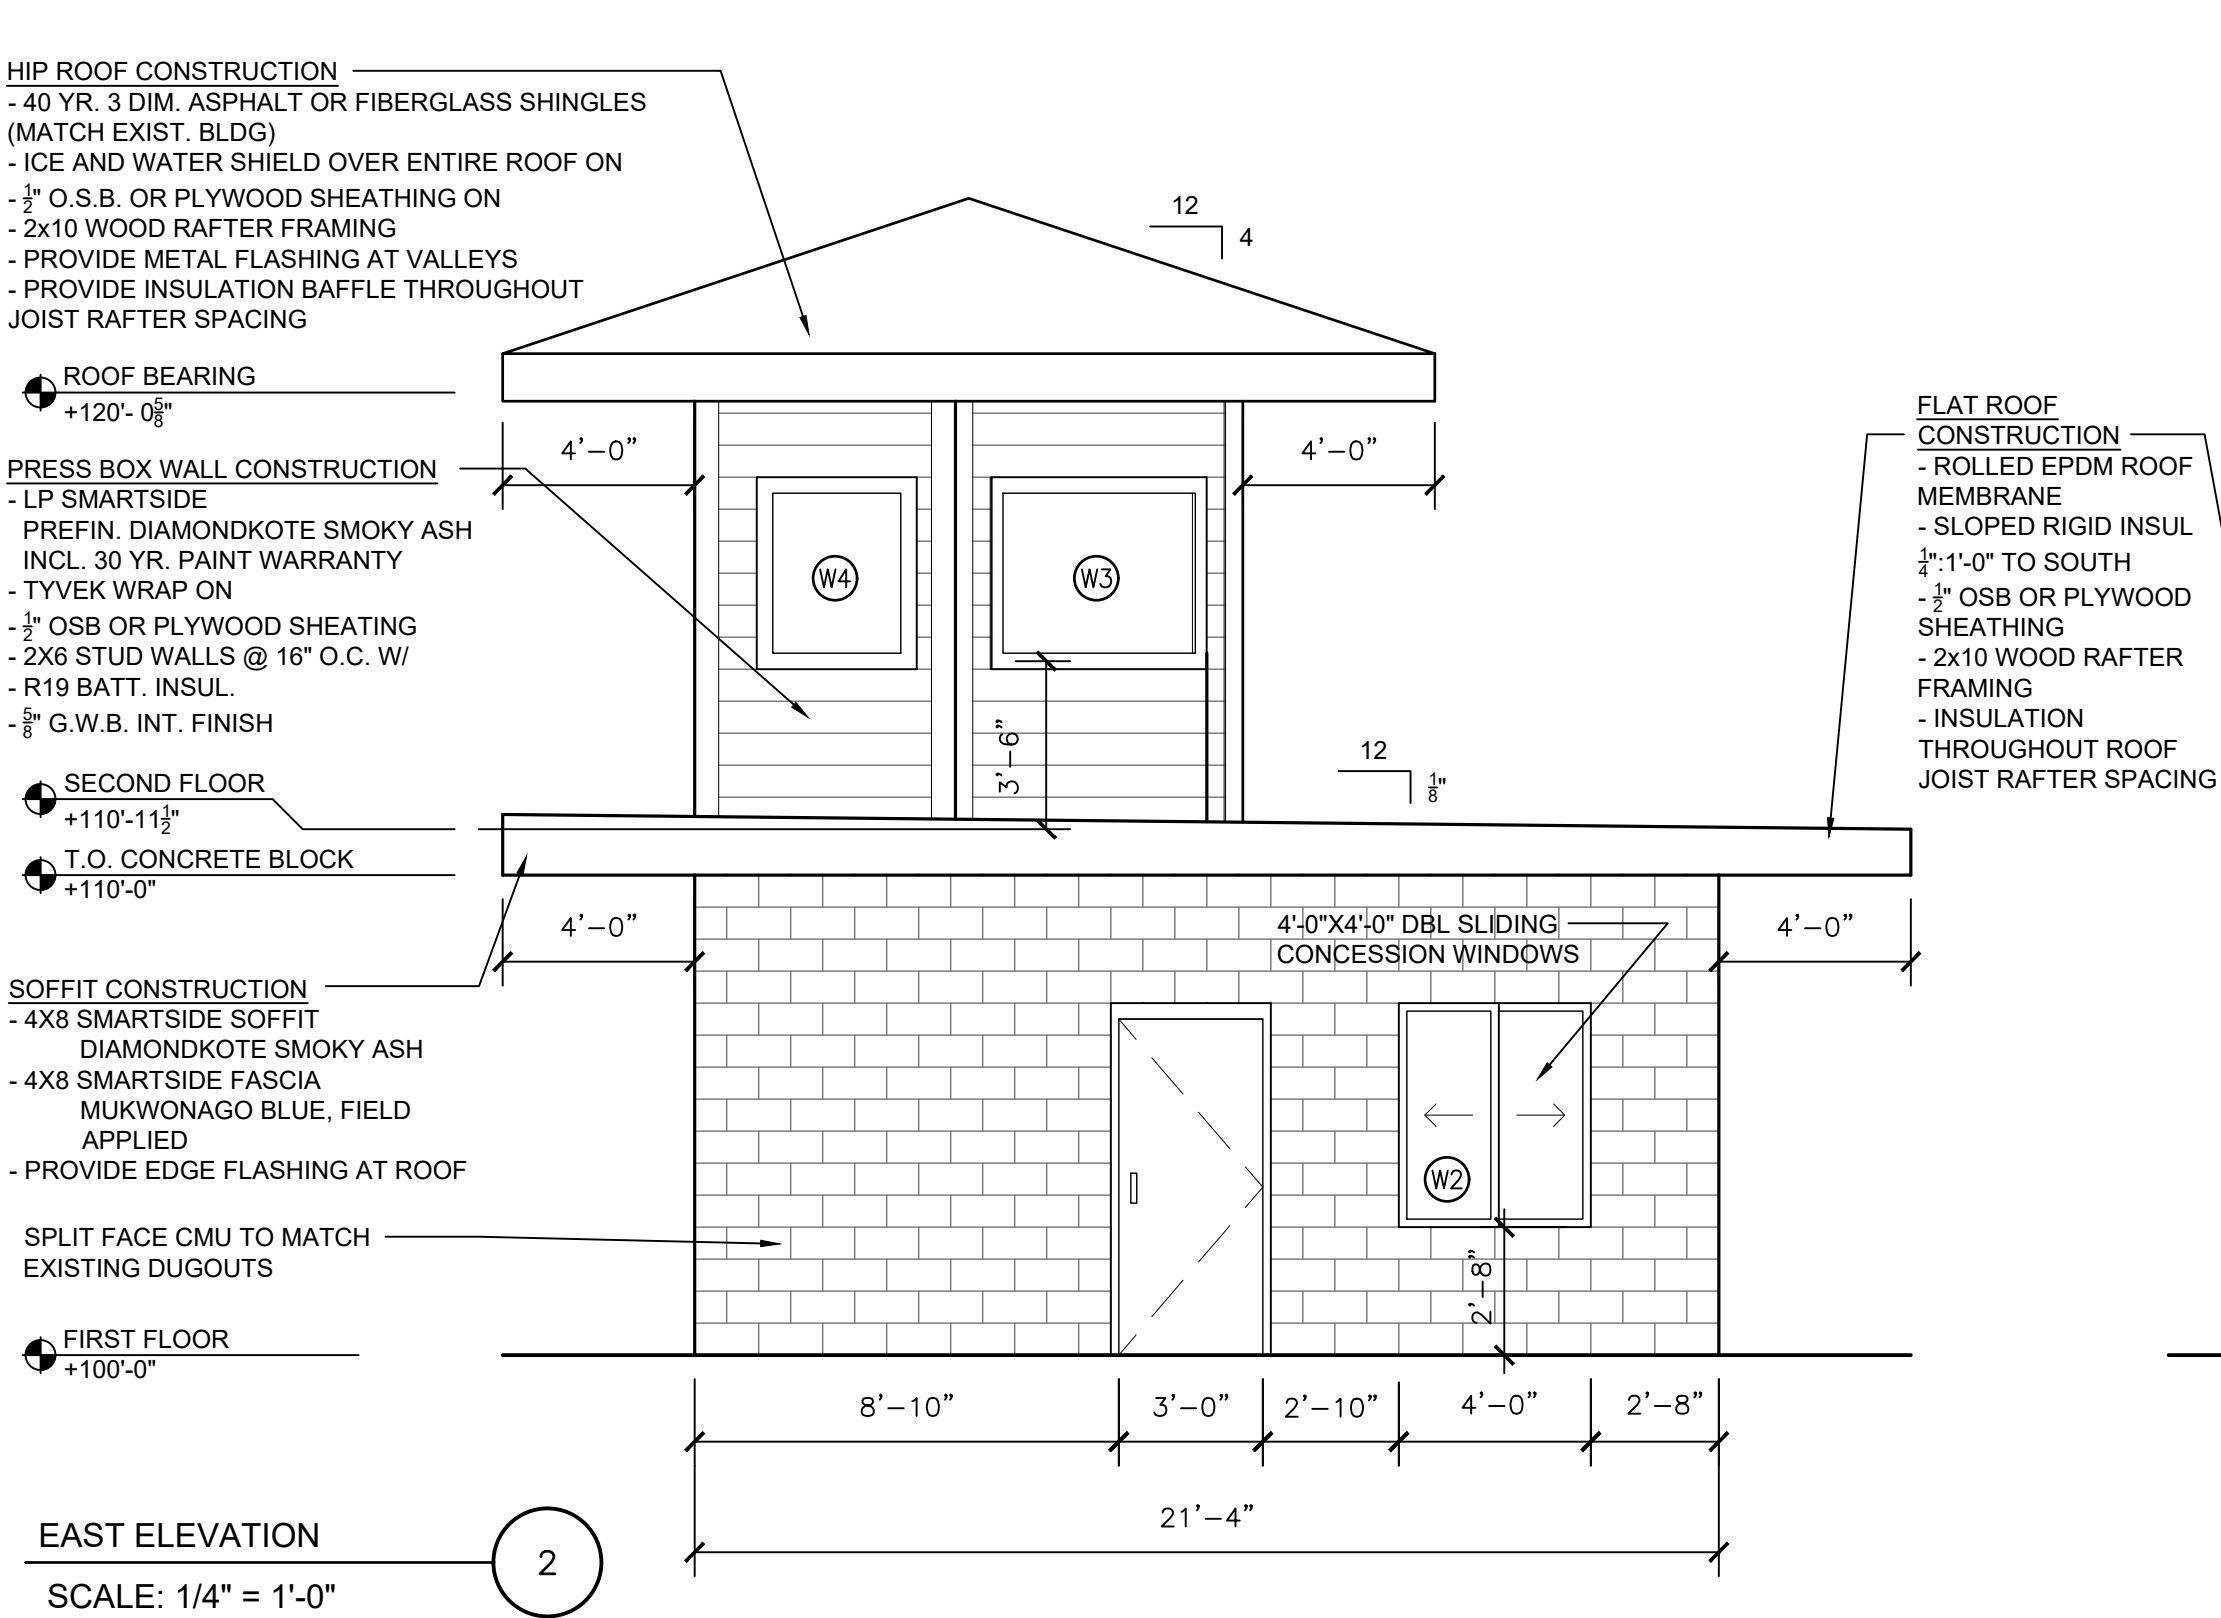 HIP ROOF CONSTRUCTION
- 40 YR. 3 DIM. ASPHALT OR FIBERGLASS SHINGLES
(MATCH EXIST. BLDG)
- ICE AND WATER SHIELD OVER ENTIRE ROOF ON
- 1/2" O.S.B. OR PLYWOOD SHEATHING ON
- 2x10 WOOD RAFTER FRAMING
- PROVIDE METAL FLASHING AT VALLEYS
- PROVIDE INSULATION BAFFLE THROUGHOUT
JOIST RAFTER SPACING
12
4
ROOF BEARING
+120'- 0 5/8"
PRESS BOX WALL CONSTRUCTION
- LP SMARTSIDE
PREFIN. DIAMONDKOTE SMOKY ASH
INCL. 30 YR. PAINT WARRANTY
- TYVEK WRAP ON
- 1/2" OSB OR PLYWOOD SHEATING
- 2X6 STUD WALLS @ 16" O.C. W/
- R19 BATT. INSUL.
- 5/8" G.W.B. INT. FINISH
4'-0"
4'-0"
W4
W3
3'-6"
12
1/8"
FLAT ROOF
CONSTRUCTION
- ROLLED EPDM ROOF
MEMBRANE
- SLOPED RIGID INSUL
1/4":1'-0" TO SOUTH
- 1/2" OSB OR PLYWOOD
SHEATHING
- 2x10 WOOD RAFTER
FRAMING
- INSULATION
THROUGHOUT ROOF
JOIST RAFTER SPACING
SECOND FLOOR
+110'-11 1/2"
T.O. CONCRETE BLOCK
+110'-0"
4'-0"
4'-0"X4'-0" DBL SLIDING
CONCESSION WINDOWS
4'-0"
SOFFIT CONSTRUCTION
- 4X8 SMARTSIDE SOFFIT
DIAMONDKOTE SMOKY ASH
- 4X8 SMARTSIDE FASCIA
MUKWONAGO BLUE, FIELD
APPLIED
- PROVIDE EDGE FLASHING AT ROOF
W2
2'-8"
SPLIT FACE CMU TO MATCH
EXISTING DUGOUTS
FIRST FLOOR
+100'-0"
8'-10"
3'-0"
2'-10"
4'-0"
2'-8"
21'-4"
EAST ELEVATION
2
SCALE: 1/4" = 1'-0"